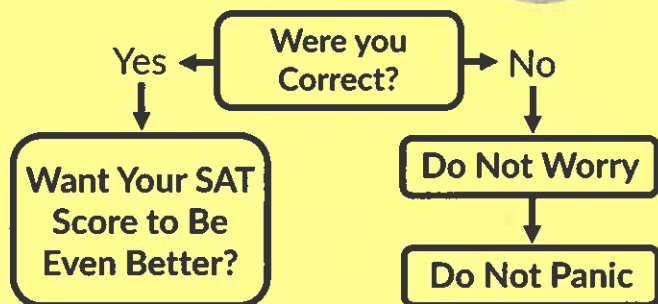 Were you
Correct?
Yes
No
Want Your SAT
Score to Be
Even Better?
Do Not Worry
Do Not Panic